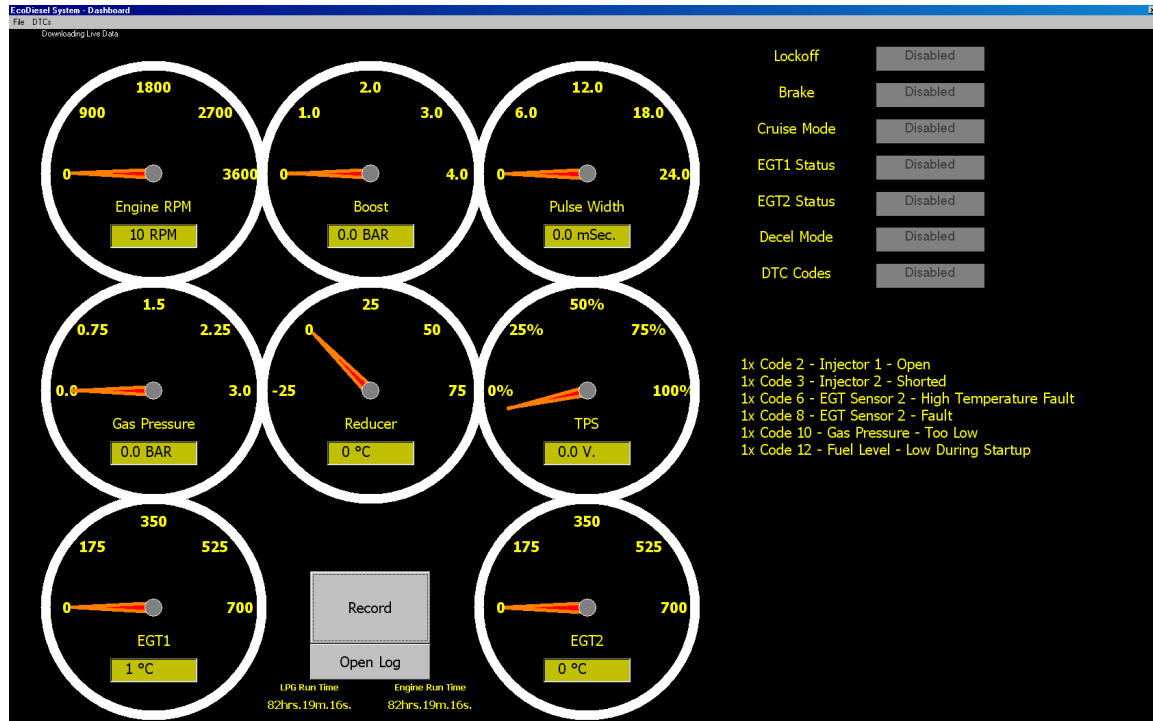 EcoDiesel System - Dashboard
File DTCs
Downloading Live Data
1800
900 2700
0 3600
Engine RPM
10 RPM
2.0
1.0 3.0
0 4.0
Boost
0.0 BAR
12.0
6.0 18.0
0 24.0
Pulse Width
0.0 mSec.
Lockoff Disabled
Brake Disabled
Cruise Mode Disabled
EGT1 Status Disabled
EGT2 Status Disabled
Decel Mode Disabled
DTC Codes Disabled
1.5
0.75 2.25
0.0 3.0
Gas Pressure
0.0 BAR
25
0 50
-25 75
Reducer
0 °C
50%
25% 75%
0% 100%
TPS
0.0 V.
1x Code 2 - Injector 1 - Open
1x Code 3 - Injector 2 - Shorted
1x Code 6 - EGT Sensor 2 - High Temperature Fault
1x Code 8 - EGT Sensor 2 - Fault
1x Code 10 - Gas Pressure - Too Low
1x Code 12 - Fuel Level - Low During Startup
350
175 525
0 700
EGT1
1 °C
Record
Open Log
LPG Run Time Engine Run Time
82hrs.19m.16s. 82hrs.19m.16s.
350
175 525
0 700
EGT2
0 °C